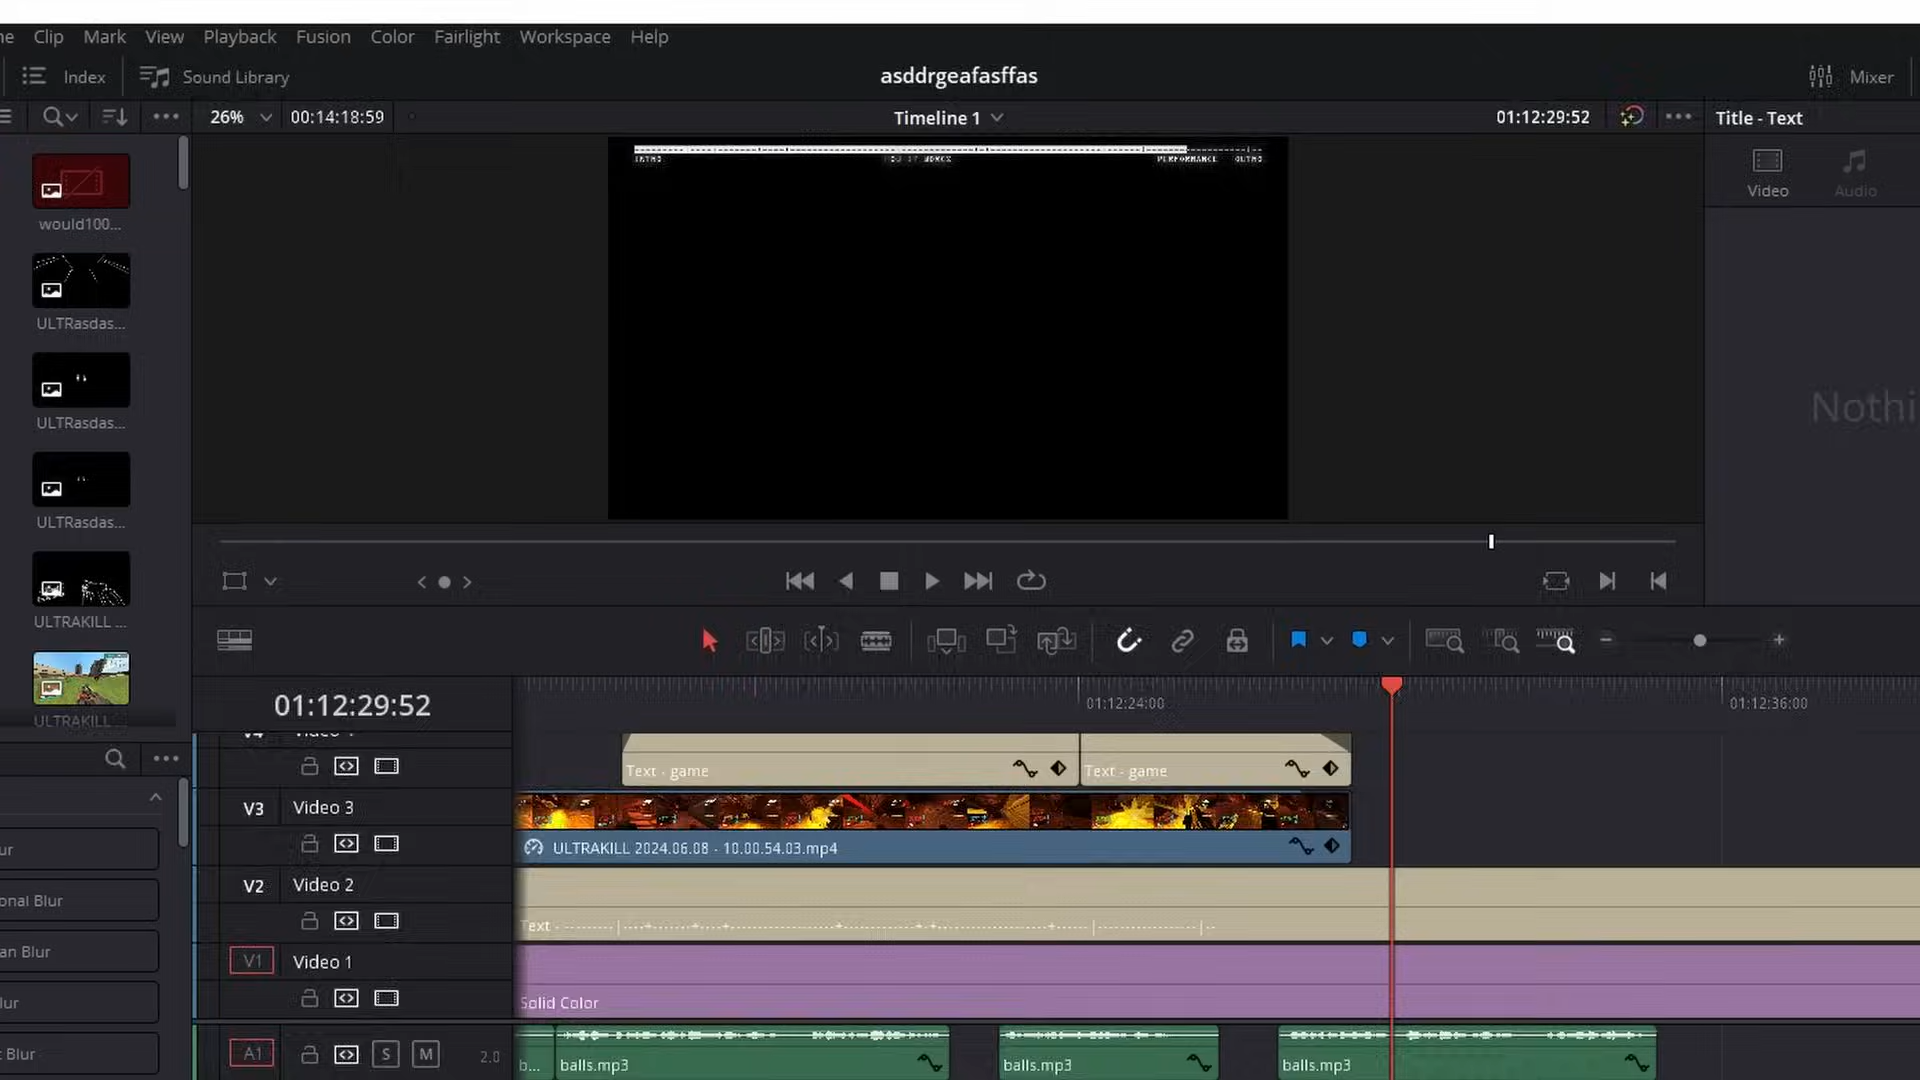 Clip Mark View Playback Fusion Color Fairlight Workspace Help
Index Sound Library asddrgeafasffas Mixer
26% 00:14:18:59 Timeline 1 01:12:29:52 Title - Text
INTRO PERFORMANCE OUTRO
Video Audio
would100...
ULTRasdas...
ULTRasdas...
Nothi
ULTRasdas...
ULTRAKILL ...
ULTRAKILL ...
01:12:29:52 01:12:24:00 01:12:36:00
Text - game Text - game
V3 Video 3
ULTRAKILL 2024.06.08 - 10.00.54.03.mp4
V2 Video 2
onal Blur
Text
an Blur
V1 Video 1
lur
Solid Color
Blur
A1 S M 2.0 b... balls.mp3 balls.mp3 balls.mp3